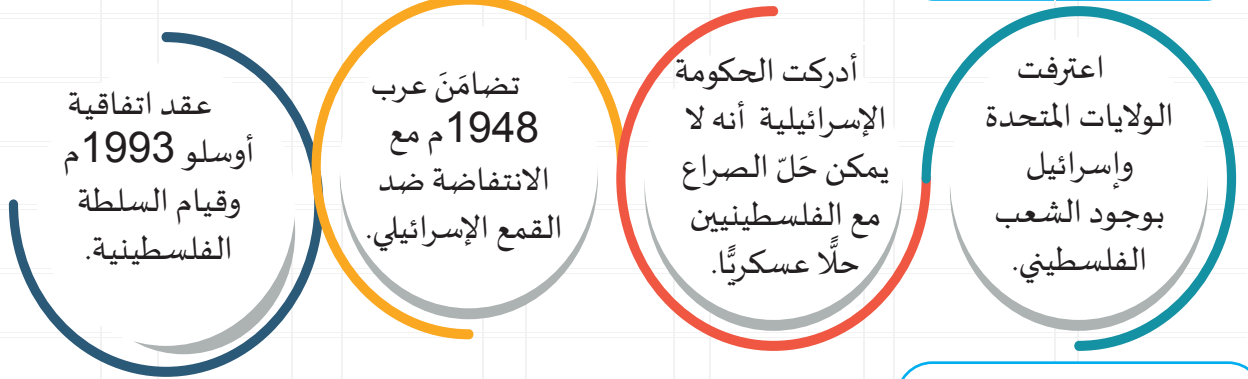 اعترفت
الولايات المتحدة
وإسرائيل
بوجود الشعب
الفلسطيني.
أدركت الحكومة
الإسرائيلية أنه لا
يمكن حَلّ الصراع
مع الفلسطينيين
حلًّا عسكريًّا.
تضامَنَ عرب
1948م مع
الانتفاضة ضد
القمع الإسرائيلي.
عقد اتفاقية
أوسلو 1993م
وقيام السلطة
الفلسطينية.